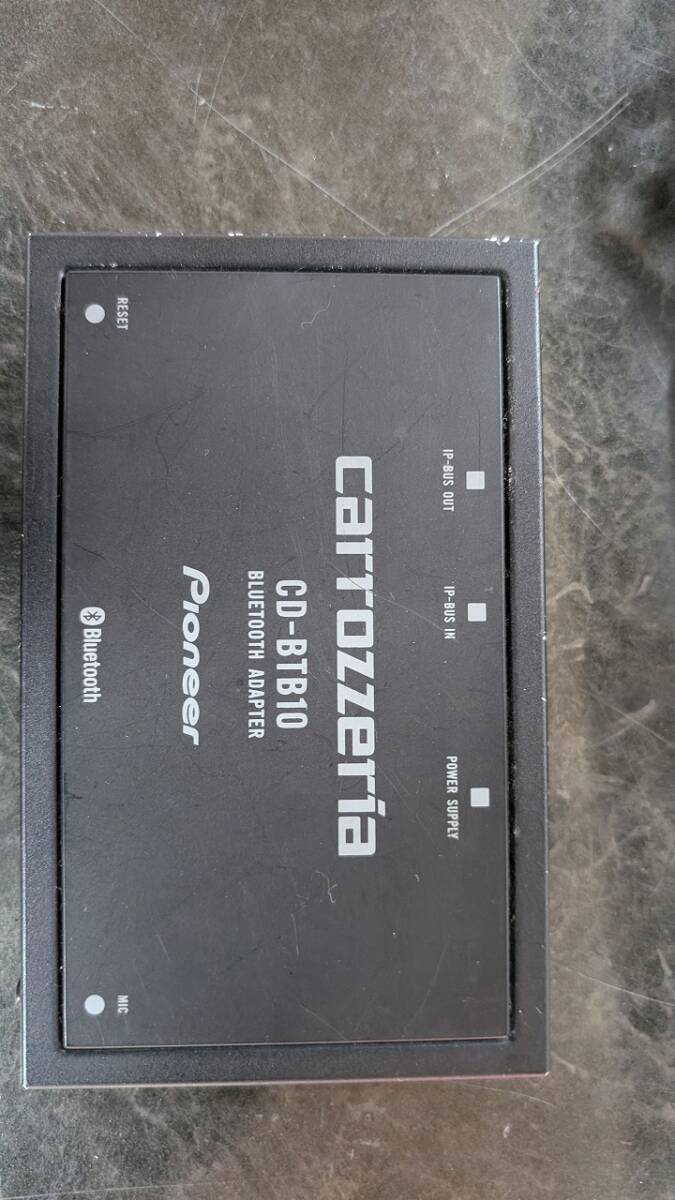 IP-BUS OUT
IP-BUS IN
POWER SUPPLY
carrozzeria
CD-BTB10
BLUETOOTH ADAPTER
Pioneer
RESET
Bluetooth
MIC